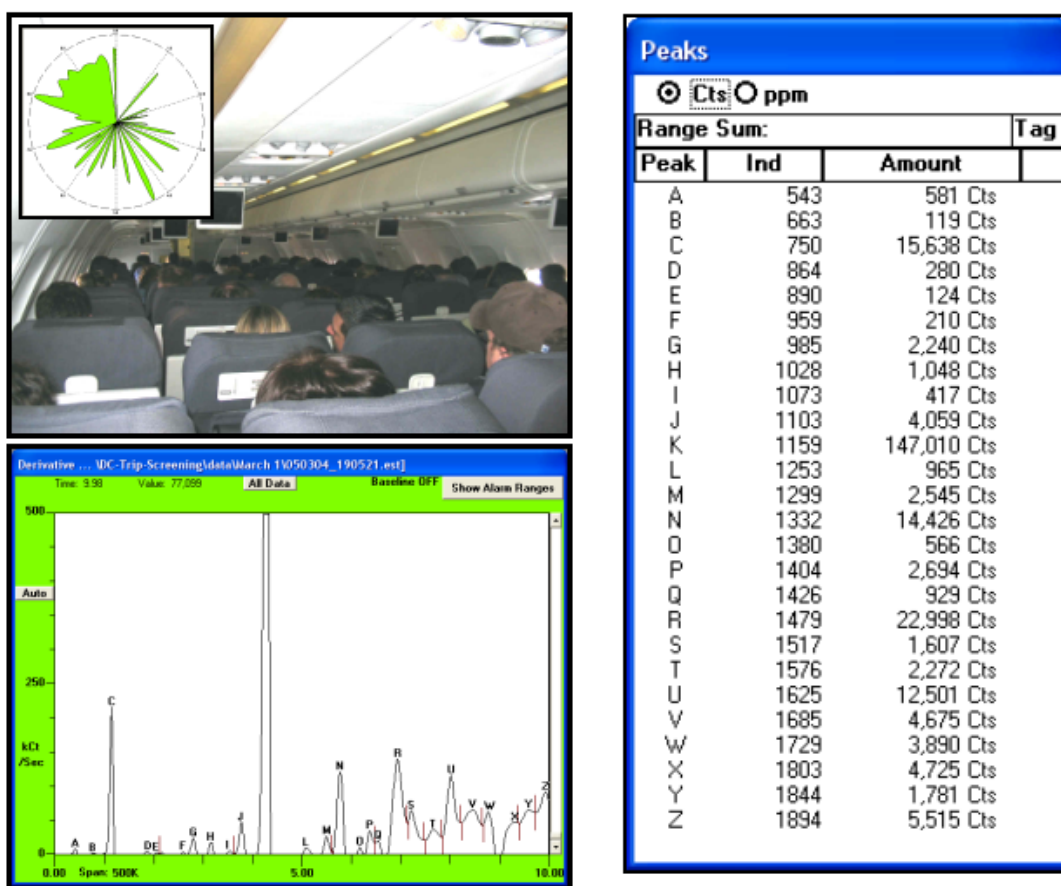 Derivative ... \DC-Trip-Screening\data\March 1\050304_190521.est]
Time: 9.98 Value: 77,099 All Data Baseline OFF Show Alarm Ranges
500
Auto
250
kCt
/Sec
0
A B C D E F G H I J L M N O P Q R S T U V W X Y Z
0.00 Span: 500K 5.00 10.00
Peaks
Cts ppm
Range Sum: Tag
Peak Ind Amount
A 543 581 Cts
B 663 119 Cts
C 750 15,638 Cts
D 864 280 Cts
E 890 124 Cts
F 959 210 Cts
G 985 2,240 Cts
H 1028 1,048 Cts
I 1073 417 Cts
J 1103 4,059 Cts
K 1159 147,010 Cts
L 1253 965 Cts
M 1299 2,545 Cts
N 1332 14,426 Cts
O 1380 566 Cts
P 1404 2,694 Cts
Q 1426 929 Cts
R 1479 22,998 Cts
S 1517 1,607 Cts
T 1576 2,272 Cts
U 1625 12,501 Cts
V 1685 4,675 Cts
W 1729 3,890 Cts
X 1803 4,725 Cts
Y 1844 1,781 Cts
Z 1894 5,515 Cts